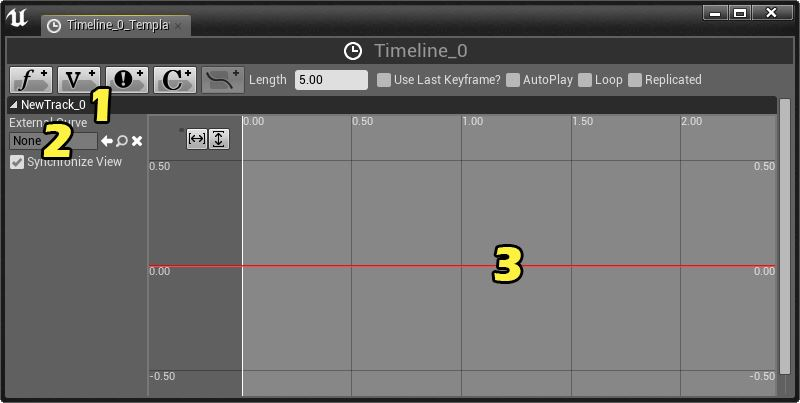 Timeline_0_Templa
Timeline_0
f+ V+ !+ C+ + Length 5.00 Use Last Keyframe? AutoPlay Loop Replicated
NewTrack_0
1
External Curve
None
2
Synchronize View
0.00 0.50 1.00 1.50 2.00
0.50 0.50
3
0.00 0.00
-0.50 -0.50